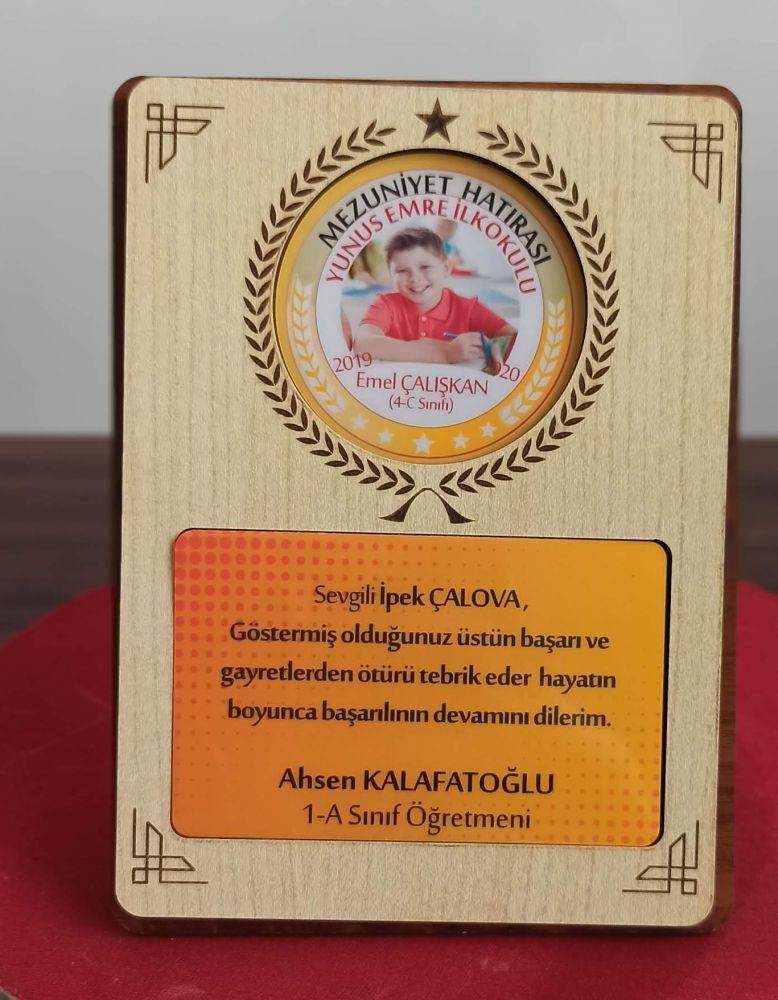 MEZUNİYET HATIRASI
YUNUS EMRE İLKOKULU
2019
020
Emel ÇALIŞKAN
(4-C Sınıfı)
Sevgili İpek ÇALOVA,
Göstermiş olduğunuz üstün başarı ve
gayretlerden ötürü tebrik eder hayatın
boyunca başarılının devamını dilerim.
Ahsen KALAFATOĞLU
1-A Sınıf Öğretmeni